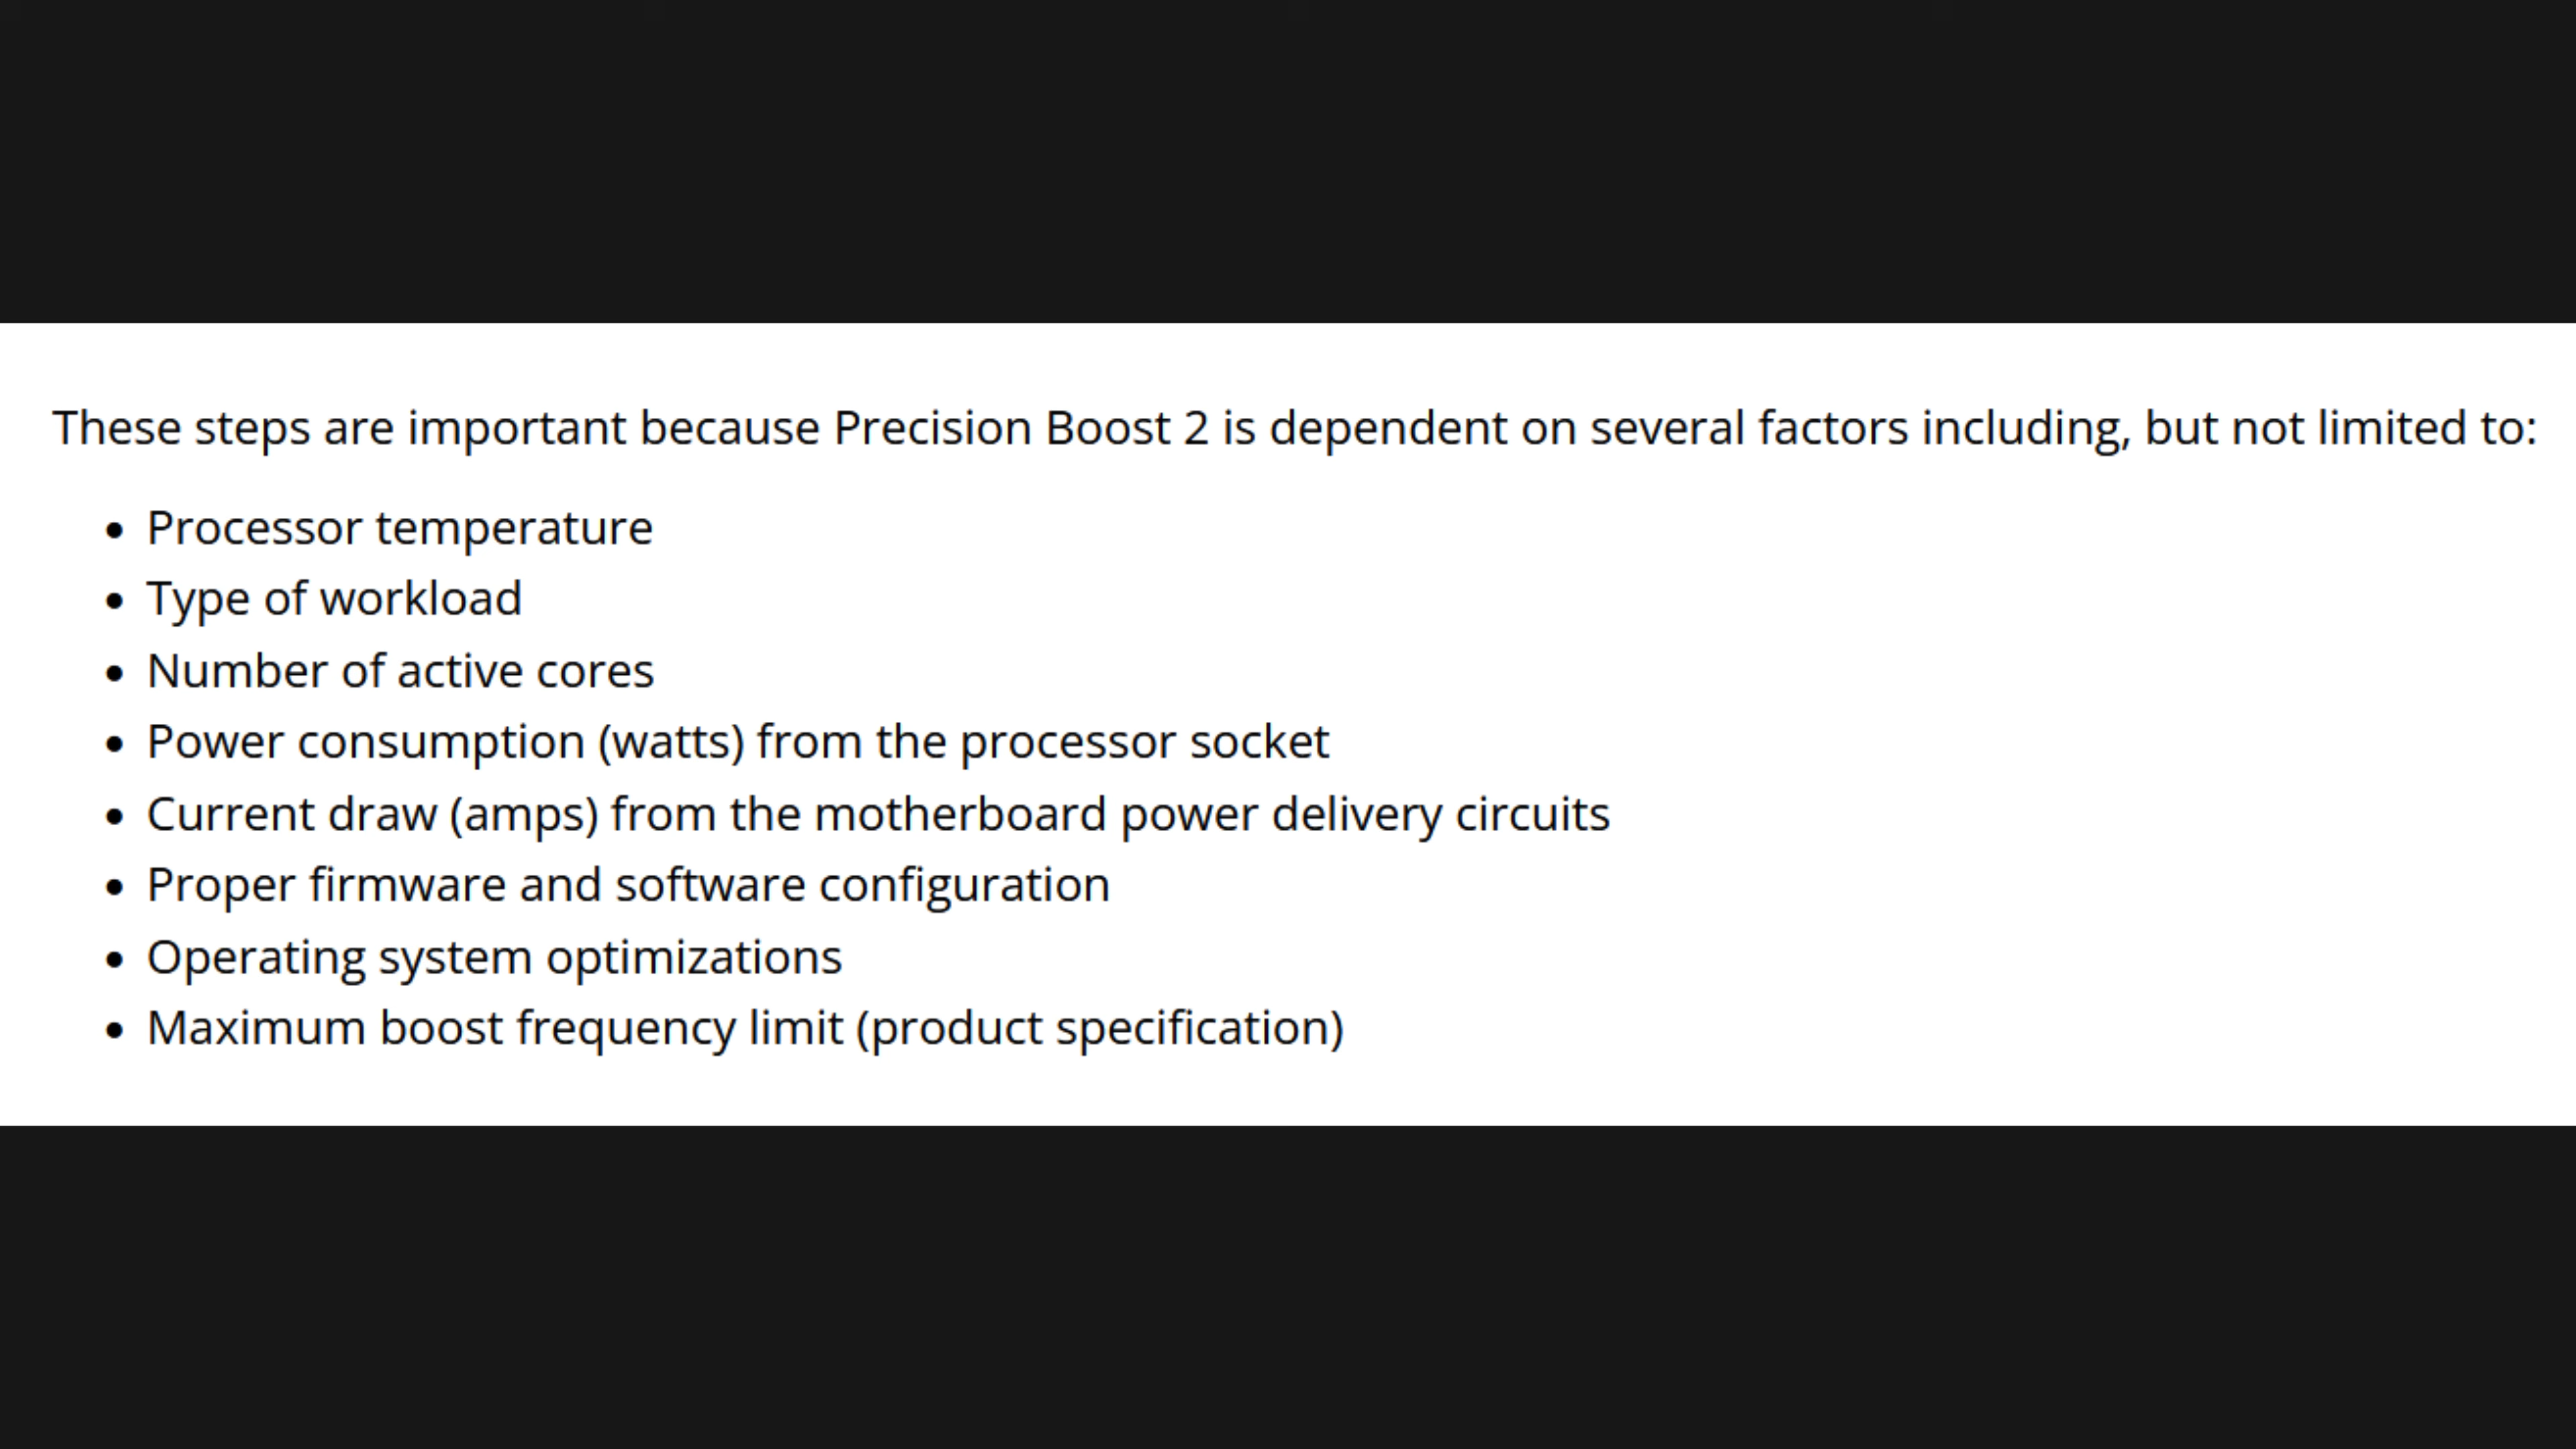 These steps are important because Precision Boost 2 is dependent on several factors including, but not limited to:
• Processor temperature
• Type of workload
• Number of active cores
• Power consumption (watts) from the processor socket
• Current draw (amps) from the motherboard power delivery circuits
• Proper firmware and software configuration
• Operating system optimizations
• Maximum boost frequency limit (product specification)